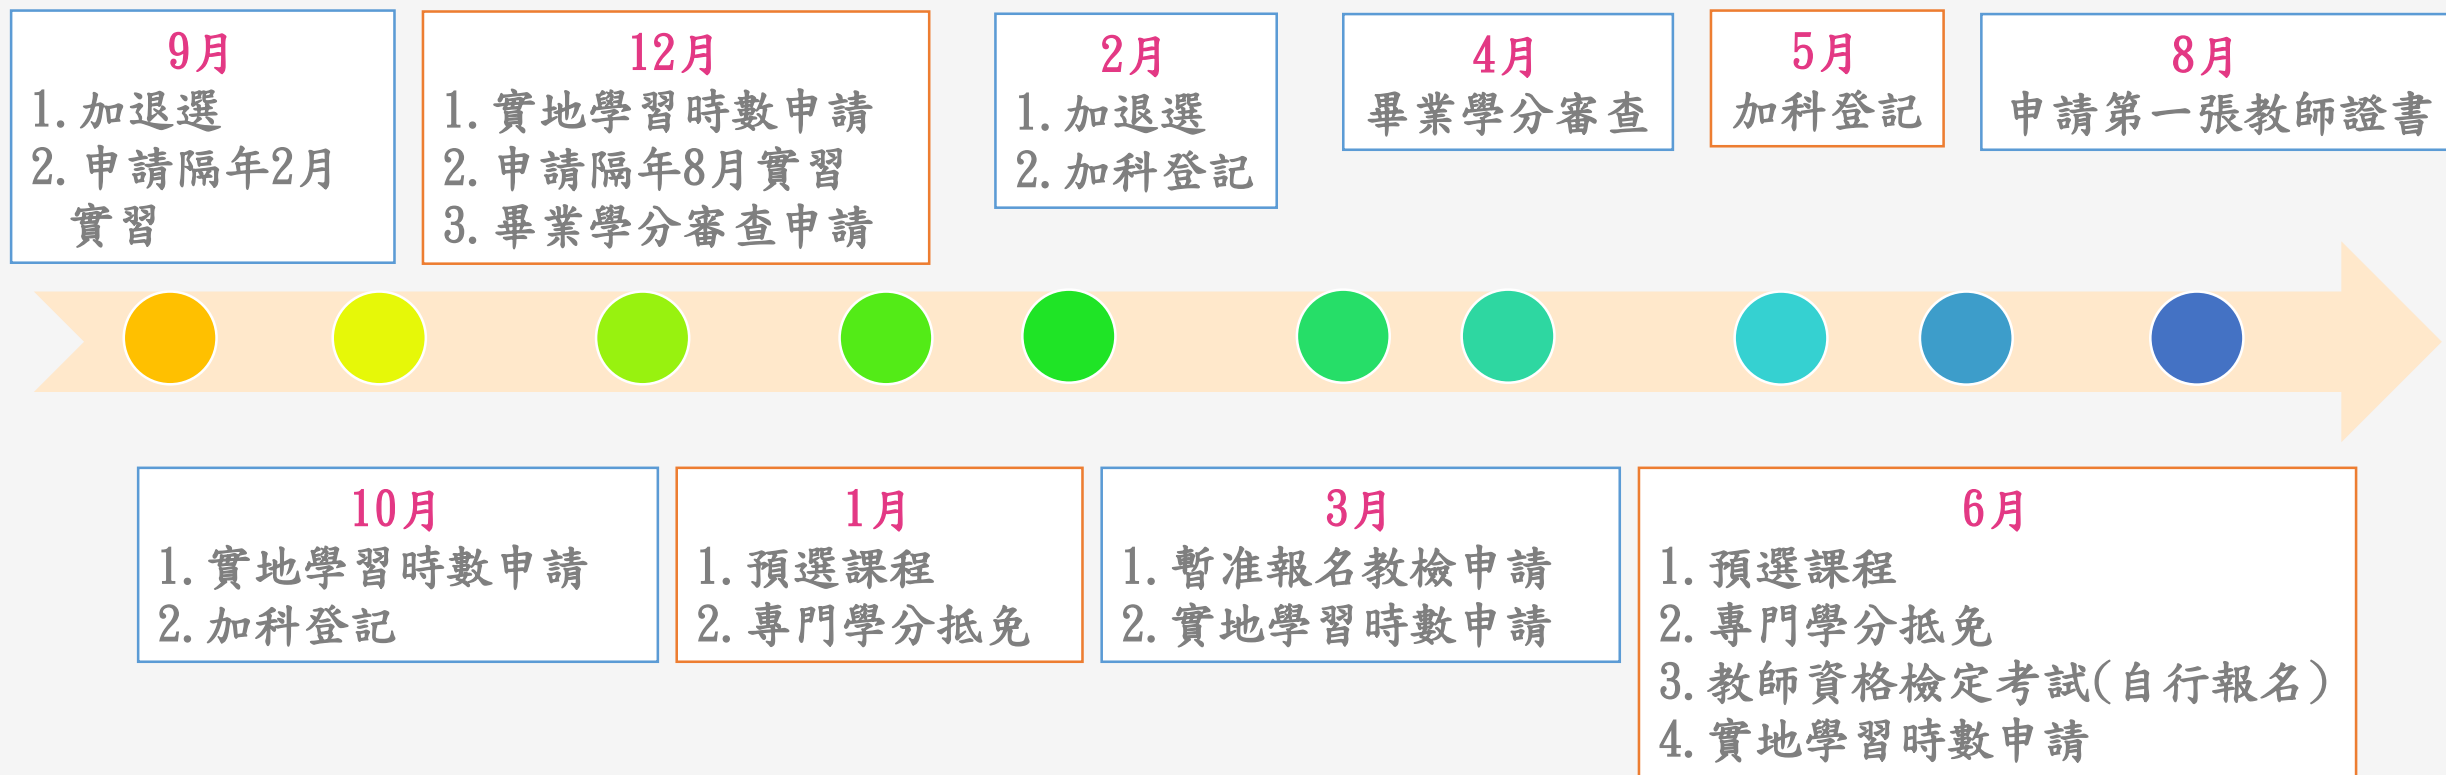 9月
1.加退選
2.申請隔年2月
實習
12月
1.實地學習時數申請
2.申請隔年8月實習
3.畢業學分審查申請
2月
1.加退選
2.加科登記
4月
畢業學分審查
5月
加科登記
8月
申請第一張教師證書
10月
1.實地學習時數申請
2.加科登記
1月
1.預選課程
2.專門學分抵免
3月
1.暫准報名教檢申請
2.實地學習時數申請
6月
1.預選課程
2.專門學分抵免
3.教師資格檢定考試(自行報名)
4.實地學習時數申請